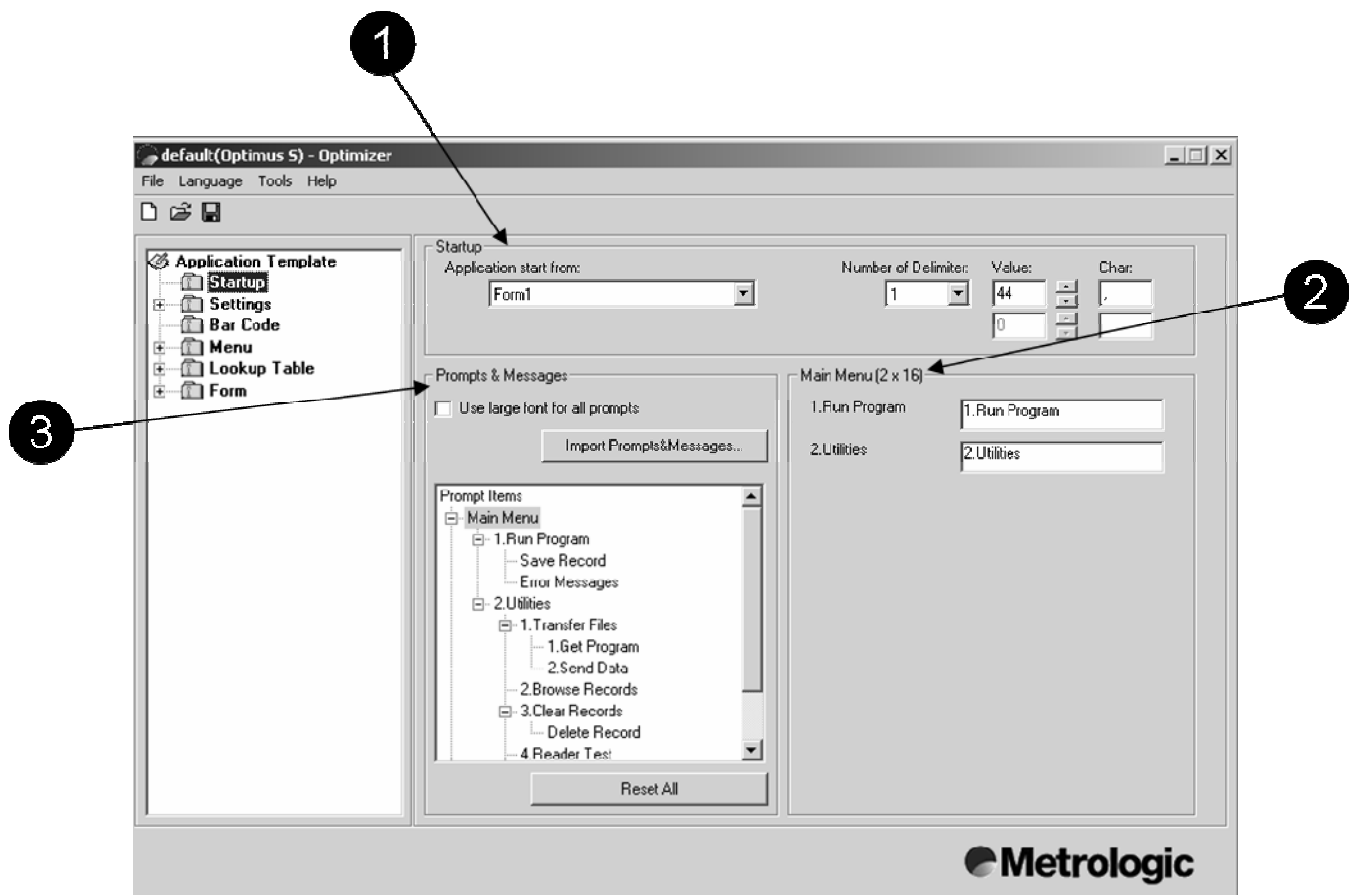 1
default(Optimus S) - Optimizer
File Language Tools Help
Application Template
Startup
Settings
Bar Code
Menu
Lookup Table
Form
Startup
Application start from: Number of Delimiter: Value: Char:
Form1 1 44 ,
0
2
3
Prompts & Messages
Use large font for all prompts
Import Prompts&Messages...
Prompt Items
Main Menu
1.Run Program
Save Record
Error Messages
2.Utilities
1.Transfer Files
1.Get Program
2.Send Data
2.Browse Records
3.Clear Records
Delete Record
4.Reader Test
Reset All
Main Menu (2 x 16)
1.Run Program 1.Run Program
2.Utilities 2.Utilities
Metrologic